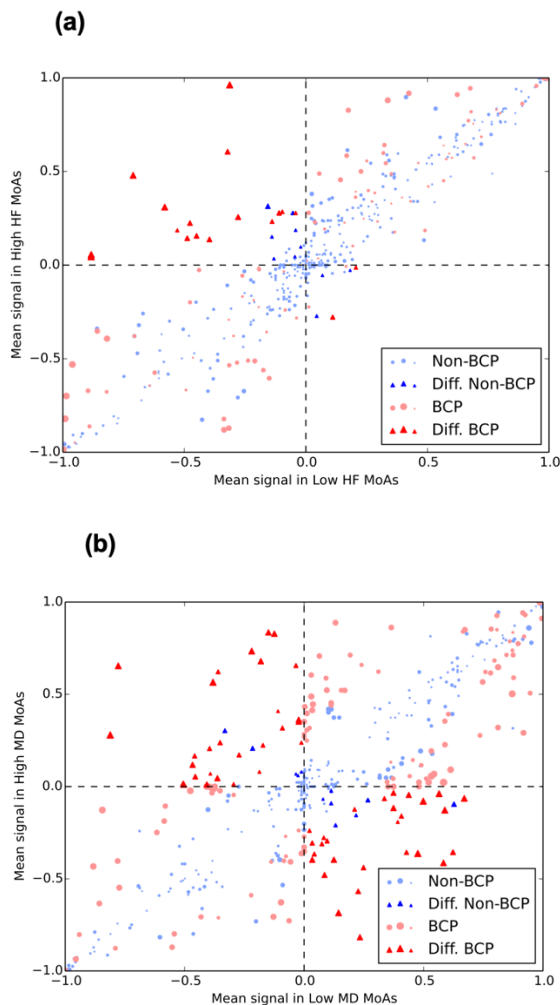 (a)
1.0
0.5
0.0
−0.5
−1.0
Mean signal in High HF MoAs
−1.0 −0.5 0.0 0.5 1.0
Mean signal in Low HF MoAs
Non-BCP
Diff. Non-BCP
BCP
Diff. BCP
(b)
1.0
0.5
0.0
−0.5
−1.0
Mean signal in High MD MoAs
−1.0 −0.5 0.0 0.5 1.0
Mean signal in Low MD MoAs
Non-BCP
Diff. Non-BCP
BCP
Diff. BCP